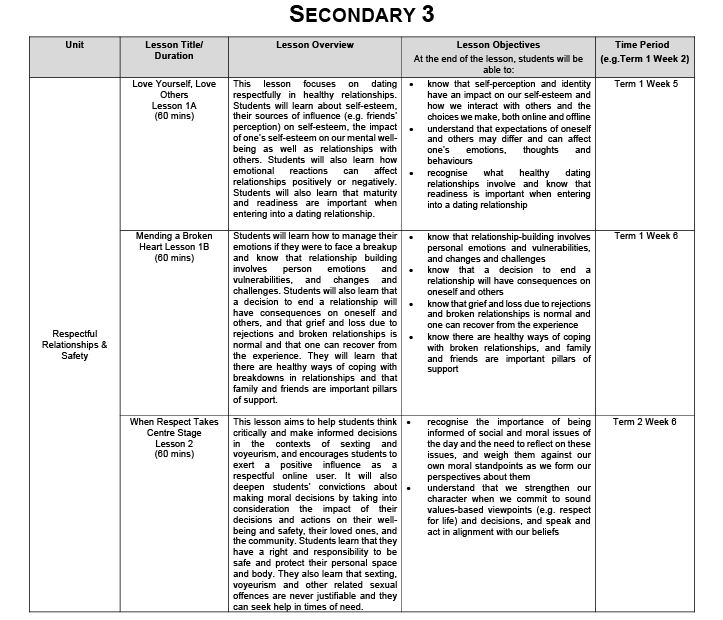 SECONDARY 3
Unit
Lesson Title/
Duration
Lesson Overview
Lesson Objectives
At the end of the lesson, students will be
able to:
Time Period
(e.g.Term 1 Week 2)
Respectful
Relationships &
Safety
Love Yourself, Love
Others
Lesson 1A
(60 mins)
This lesson focuses on dating
respectfully in healthy relationships.
Students will learn about self-esteem,
their sources of influence (e.g. friends'
perception) on self-esteem, the impact
of one's self-esteem on our mental well-
being as well as relationships with
others. Students will also learn how
emotional reactions can affect
relationships positively or negatively.
Students will also learn that maturity
and readiness are important when
entering into a dating relationship.
• know that self-perception and identity
have an impact on our self-esteem and
how we interact with others and the
choices we make, both online and offline
• understand that expectations of oneself
and others may differ and can affect
one's emotions, thoughts and
behaviours
• recognise what healthy dating
relationships involve and know that
readiness is important when entering
into a dating relationship
Term 1 Week 5
Mending a Broken
Heart Lesson 1B
(60 mins)
Students will learn how to manage their
emotions if they were to face a breakup
and know that relationship building
involves person emotions and
vulnerabilities, and changes and
challenges. Students will also learn that
a decision to end a relationship will
have consequences on oneself and
others, and that grief and loss due to
rejections and broken relationships is
normal and that one can recover from
the experience. They will learn that
there are healthy ways of coping with
breakdowns in relationships and that
family and friends are important pillars
of support.
• know that relationship-building involves
personal emotions and vulnerabilities,
and changes and challenges
• know that a decision to end a
relationship will have consequences on
oneself and others
• know that grief and loss due to rejections
and broken relationships is normal and
one can recover from the experience
• know there are healthy ways of coping
with broken relationships, and family
and friends are important pillars of
support
Term 1 Week 6
When Respect Takes
Centre Stage
Lesson 2
(60 mins)
This lesson aims to help students think
critically and make informed decisions
in the contexts of sexting and
voyeurism, and encourages students to
exert a positive influence as a
respectful online user. It will also
deepen students' convictions about
making moral decisions by taking into
consideration the impact of their
decisions and actions on their well-
being and safety, their loved ones, and
the community. Students learn that they
have a right and responsibility to be
safe and protect their personal space
and body. They also learn that sexting,
voyeurism and other related sexual
offences are never justifiable and they
can seek help in times of need.
• recognise the importance of being
informed of social and moral issues of
the day and the need to reflect on these
issues, and weigh them against our
own moral standpoints as we form our
perspectives about them
• understand that we strengthen our
character when we commit to sound
values-based viewpoints (e.g. respect
for life) and decisions, and speak and
act in alignment with our beliefs
Term 2 Week 6